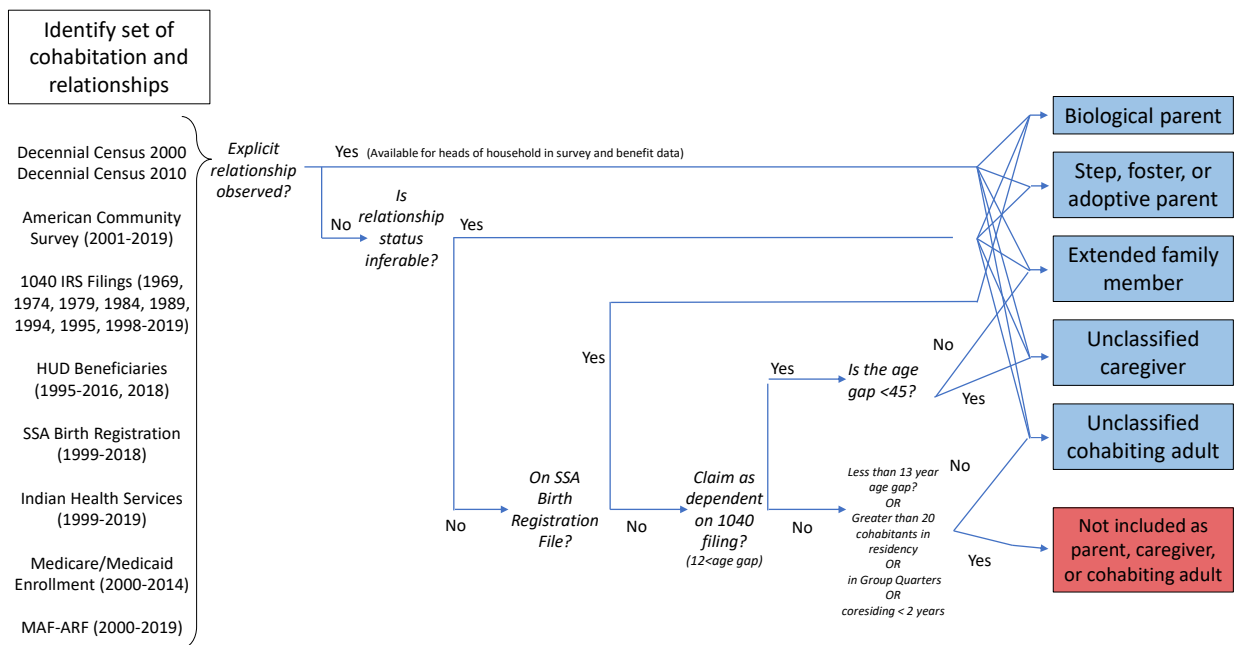 Identify set of
cohabitation and
relationships
Decennial Census 2000
Decennial Census 2010
American Community
Survey (2001-2019)
1040 IRS Filings (1969,
1974, 1979, 1984, 1989,
1994, 1995, 1998-2019)
HUD Beneficiaries
(1995-2016, 2018)
SSA Birth Registration
(1999-2018)
Indian Health Services
(1999-2019)
Medicare/Medicaid
Enrollment (2000-2014)
MAF-ARF (2000-2019)
Explicit
relationship
observed?
Yes (Available for heads of household in survey and benefit data)
No
Is
relationship
status
inferable?
Yes
No
On SSA
Birth
Registration
File?
Yes
No
Claim as
dependent
on 1040
filing?
(12<age gap)
Yes
No
Is the age
gap <45?
No
Yes
Less than 13 year
age gap?
OR
Greater than 20
cohabitants in
residency
OR
in Group Quarters
OR
coresiding < 2 years
No
Yes
Biological parent
Step, foster, or
adoptive parent
Extended family
member
Unclassified
caregiver
Unclassified
cohabiting adult
Not included as
parent, caregiver,
or cohabiting adult